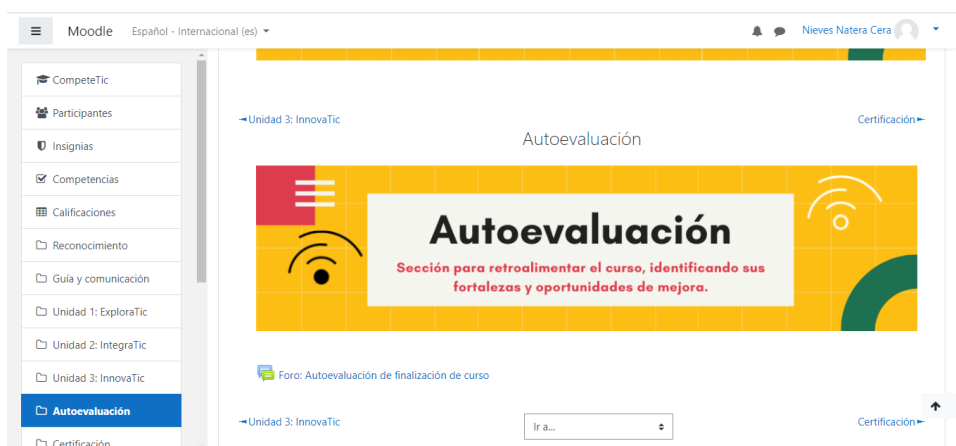 Moodle Español - Internacional (es)
Nieves Natera Cera
CompeteTic
Participantes
Insignias
Competencias
Calificaciones
Reconocimiento
Guía y comunicación
Unidad 1: ExploraTic
Unidad 2: IntegraTic
Unidad 3: InnovaTic
Autoevaluación
Certificación
◄Unidad 3: InnovaTic
Certificación►
Autoevaluación
Autoevaluación
Sección para retroalimentar el curso, identificando sus
fortalezas y oportunidades de mejora.
Foro: Autoevaluación de finalización de curso
◄Unidad 3: InnovaTic
Ir a...
Certificación►